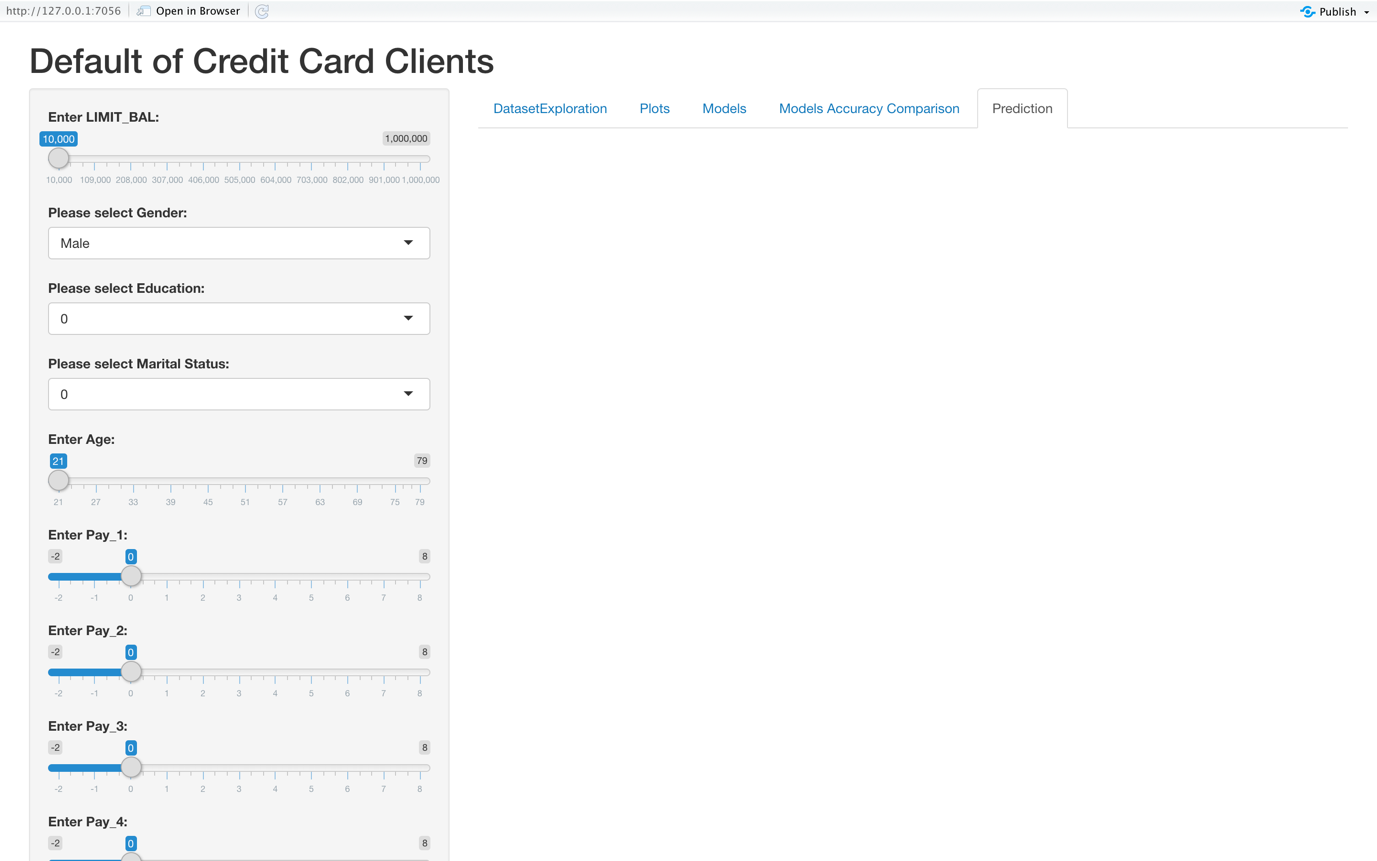 http://127.0.0.1:7056 Open in Browser Publish
Default of Credit Card Clients
DatasetExploration Plots Models Models Accuracy Comparison Prediction
Enter LIMIT_BAL:
10,000 1,000,000
10,000 109,000 208,000 307,000 406,000 505,000 604,000 703,000 802,000 901,000 1,000,000
Please select Gender:
Male
Please select Education:
0
Please select Marital Status:
0
Enter Age:
21 79
21 27 33 39 45 51 57 63 69 75 79
Enter Pay_1:
-2 0 8
-2 -1 0 1 2 3 4 5 6 7 8
Enter Pay_2:
-2 0 8
-2 -1 0 1 2 3 4 5 6 7 8
Enter Pay_3:
-2 0 8
-2 -1 0 1 2 3 4 5 6 7 8
Enter Pay_4:
-2 0 8